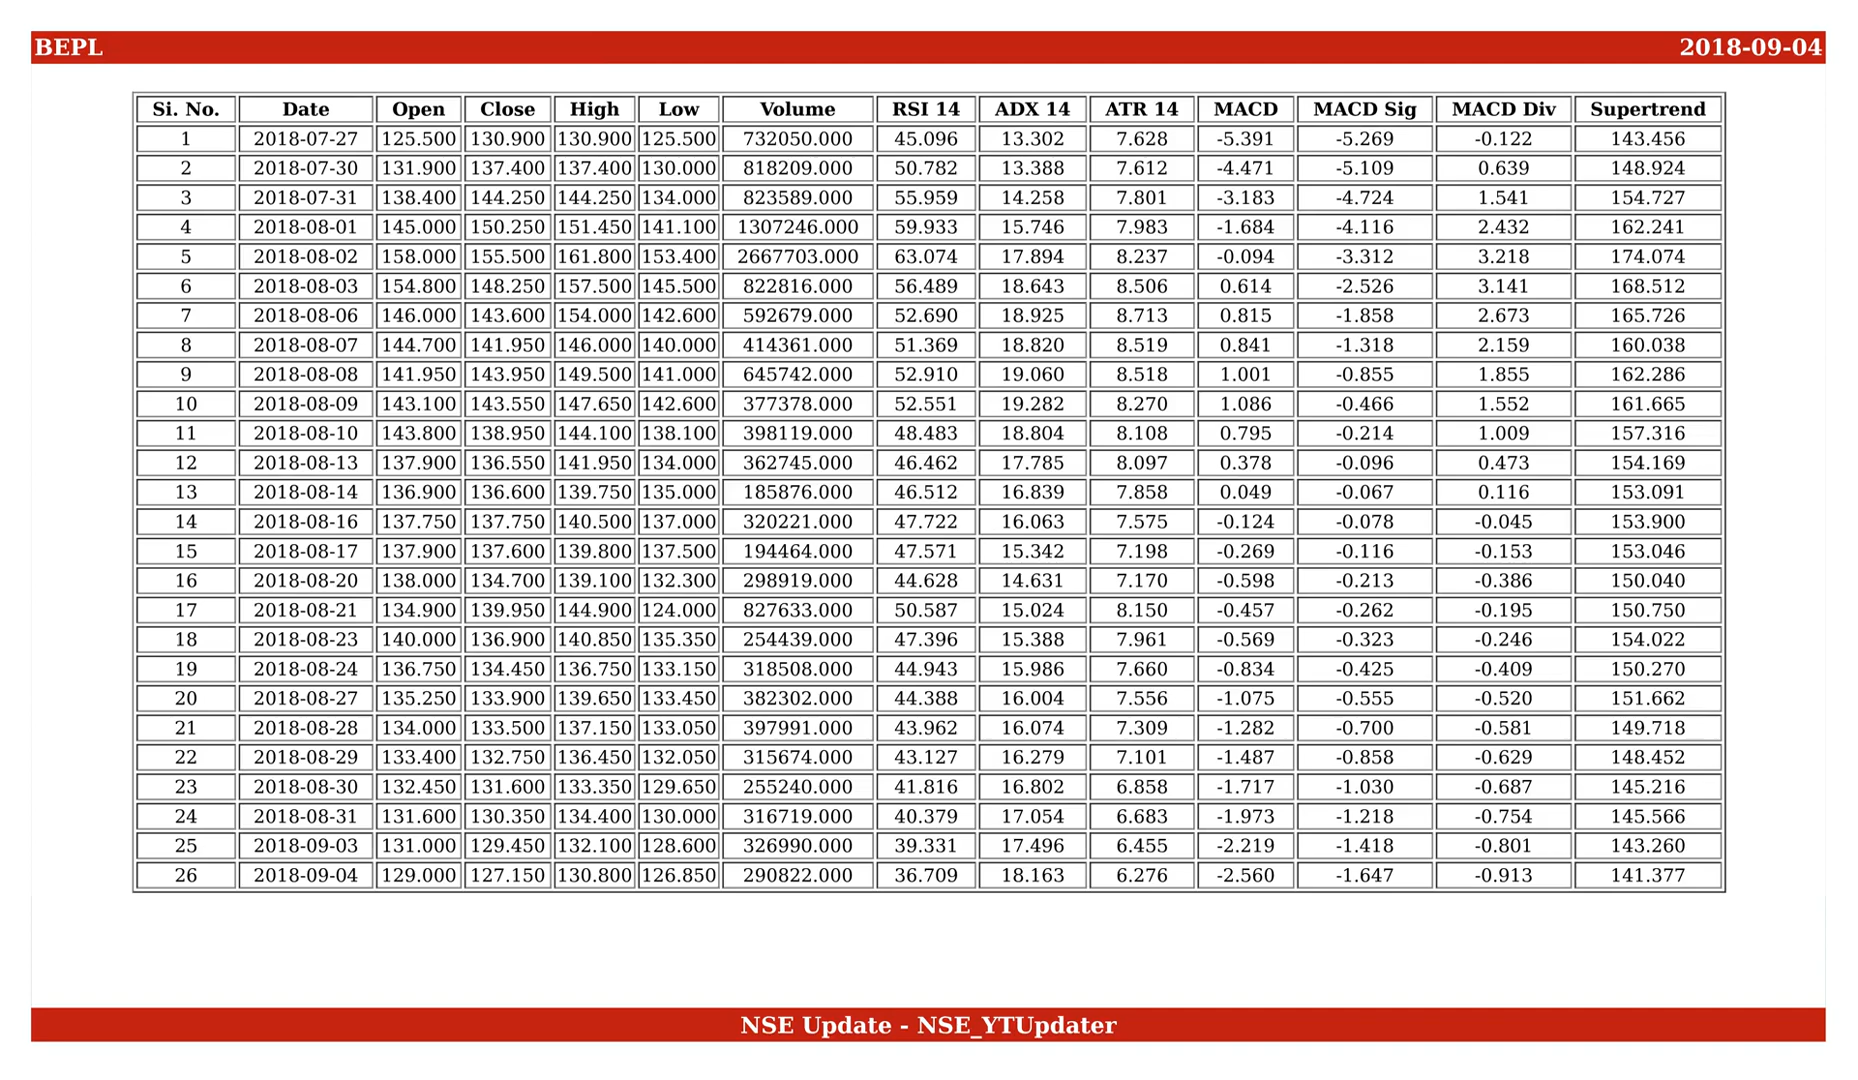 BEPL 2018-09-04
Si. No. Date Open Close High Low Volume RSI 14 ADX 14 ATR 14 MACD MACD Sig MACD Div Supertrend
1 2018-07-27 125.500 130.900 130.900 125.500 732050.000 45.096 13.302 7.628 -5.391 -5.269 -0.122 143.456
2 2018-07-30 131.900 137.400 137.400 130.000 818209.000 50.782 13.388 7.612 -4.471 -5.109 0.639 148.924
3 2018-07-31 138.400 144.250 144.250 134.000 823589.000 55.959 14.258 7.801 -3.183 -4.724 1.541 154.727
4 2018-08-01 145.000 150.250 151.450 141.100 1307246.000 59.933 15.746 7.983 -1.684 -4.116 2.432 162.241
5 2018-08-02 158.000 155.500 161.800 153.400 2667703.000 63.074 17.894 8.237 -0.094 -3.312 3.218 174.074
6 2018-08-03 154.800 148.250 157.500 145.500 822816.000 56.489 18.643 8.506 0.614 -2.526 3.141 168.512
7 2018-08-06 146.000 143.600 154.000 142.600 592679.000 52.690 18.925 8.713 0.815 -1.858 2.673 165.726
8 2018-08-07 144.700 141.950 146.000 140.000 414361.000 51.369 18.820 8.519 0.841 -1.318 2.159 160.038
9 2018-08-08 141.950 143.950 149.500 141.000 645742.000 52.910 19.060 8.518 1.001 -0.855 1.855 162.286
10 2018-08-09 143.100 143.550 147.650 142.600 377378.000 52.551 19.282 8.270 1.086 -0.466 1.552 161.665
11 2018-08-10 143.800 138.950 144.100 138.100 398119.000 48.483 18.804 8.108 0.795 -0.214 1.009 157.316
12 2018-08-13 137.900 136.550 141.950 134.000 362745.000 46.462 17.785 8.097 0.378 -0.096 0.473 154.169
13 2018-08-14 136.900 136.600 139.750 135.000 185876.000 46.512 16.839 7.858 0.049 -0.067 0.116 153.091
14 2018-08-16 137.750 137.750 140.500 137.000 320221.000 47.722 16.063 7.575 -0.124 -0.078 -0.045 153.900
15 2018-08-17 137.900 137.600 139.800 137.500 194464.000 47.571 15.342 7.198 -0.269 -0.116 -0.153 153.046
16 2018-08-20 138.000 134.700 139.100 132.300 298919.000 44.628 14.631 7.170 -0.598 -0.213 -0.386 150.040
17 2018-08-21 134.900 139.950 144.900 124.000 827633.000 50.587 15.024 8.150 -0.457 -0.262 -0.195 150.750
18 2018-08-23 140.000 136.900 140.850 135.350 254439.000 47.396 15.388 7.961 -0.569 -0.323 -0.246 154.022
19 2018-08-24 136.750 134.450 136.750 133.150 318508.000 44.943 15.986 7.660 -0.834 -0.425 -0.409 150.270
20 2018-08-27 135.250 133.900 139.650 133.450 382302.000 44.388 16.004 7.556 -1.075 -0.555 -0.520 151.662
21 2018-08-28 134.000 133.500 137.150 133.050 397991.000 43.962 16.074 7.309 -1.282 -0.700 -0.581 149.718
22 2018-08-29 133.400 132.750 136.450 132.050 315674.000 43.127 16.279 7.101 -1.487 -0.858 -0.629 148.452
23 2018-08-30 132.450 131.600 133.350 129.650 255240.000 41.816 16.802 6.858 -1.717 -1.030 -0.687 145.216
24 2018-08-31 131.600 130.350 134.400 130.000 316719.000 40.379 17.054 6.683 -1.973 -1.218 -0.754 145.566
25 2018-09-03 131.000 129.450 132.100 128.600 326990.000 39.331 17.496 6.455 -2.219 -1.418 -0.801 143.260
26 2018-09-04 129.000 127.150 130.800 126.850 290822.000 36.709 18.163 6.276 -2.560 -1.647 -0.913 141.377
NSE Update - NSE_YTUpdater